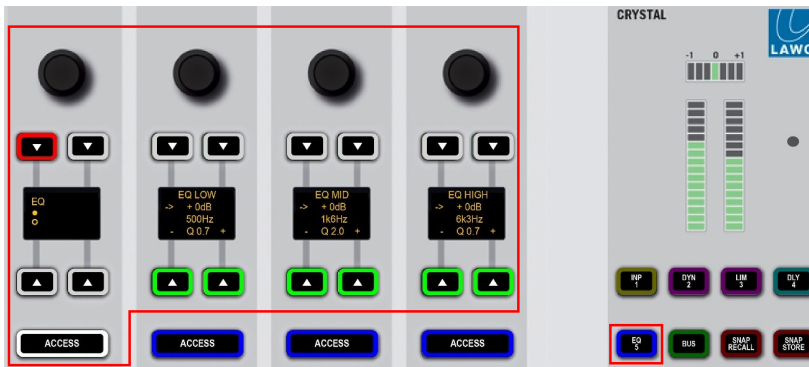 CRYSTAL
LAWO
-1 0 +1
EQ
EQ LOW
-> + 0dB
500Hz
- Q 0.7 +
EQ MID
-> + 0dB
1k6Hz
- Q 2.0 +
EQ HIGH
-> + 0dB
6k3Hz
- Q 0.7 +
INP
1
DYN
2
LIM
3
DLY
4
ACCESS
ACCESS
ACCESS
ACCESS
EQ
5
BUS
SNAP
RECALL
SNAP
STORE